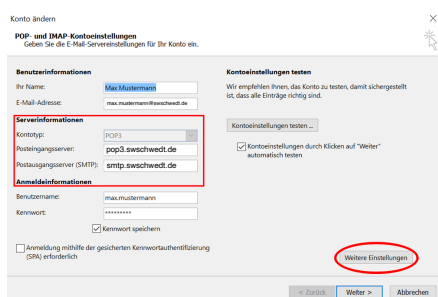 Konto ändern
POP- und IMAP-Kontoeinstellungen
Geben Sie die E-Mail-Servereinstellungen für Ihr Konto ein.
Benutzerinformationen
Ihr Name: Max Mustermann
E-Mail-Adresse: max.mustermann@swschwedt.de
Serverinformationen
Kontotyp: POP3
Posteingangsserver: pop3.swschwedt.de
Postausgangsserver (SMTP): smtp.swschwedt.de
Anmeldeinformationen
Benutzername: max.mustermann
Kennwort: *********
Kennwort speichern
Anmeldung mithilfe der gesicherten Kennwortauthentifizierung
(SPA) erforderlich
Kontoeinstellungen testen
Wir empfehlen Ihnen, das Konto zu testen, damit sichergestellt
ist, dass alle Einträge richtig sind.
Kontoeinstellungen testen ...
Kontoeinstellungen durch Klicken auf "Weiter"
automatisch testen
Weitere Einstellungen
< Zurück Weiter > Abbrechen